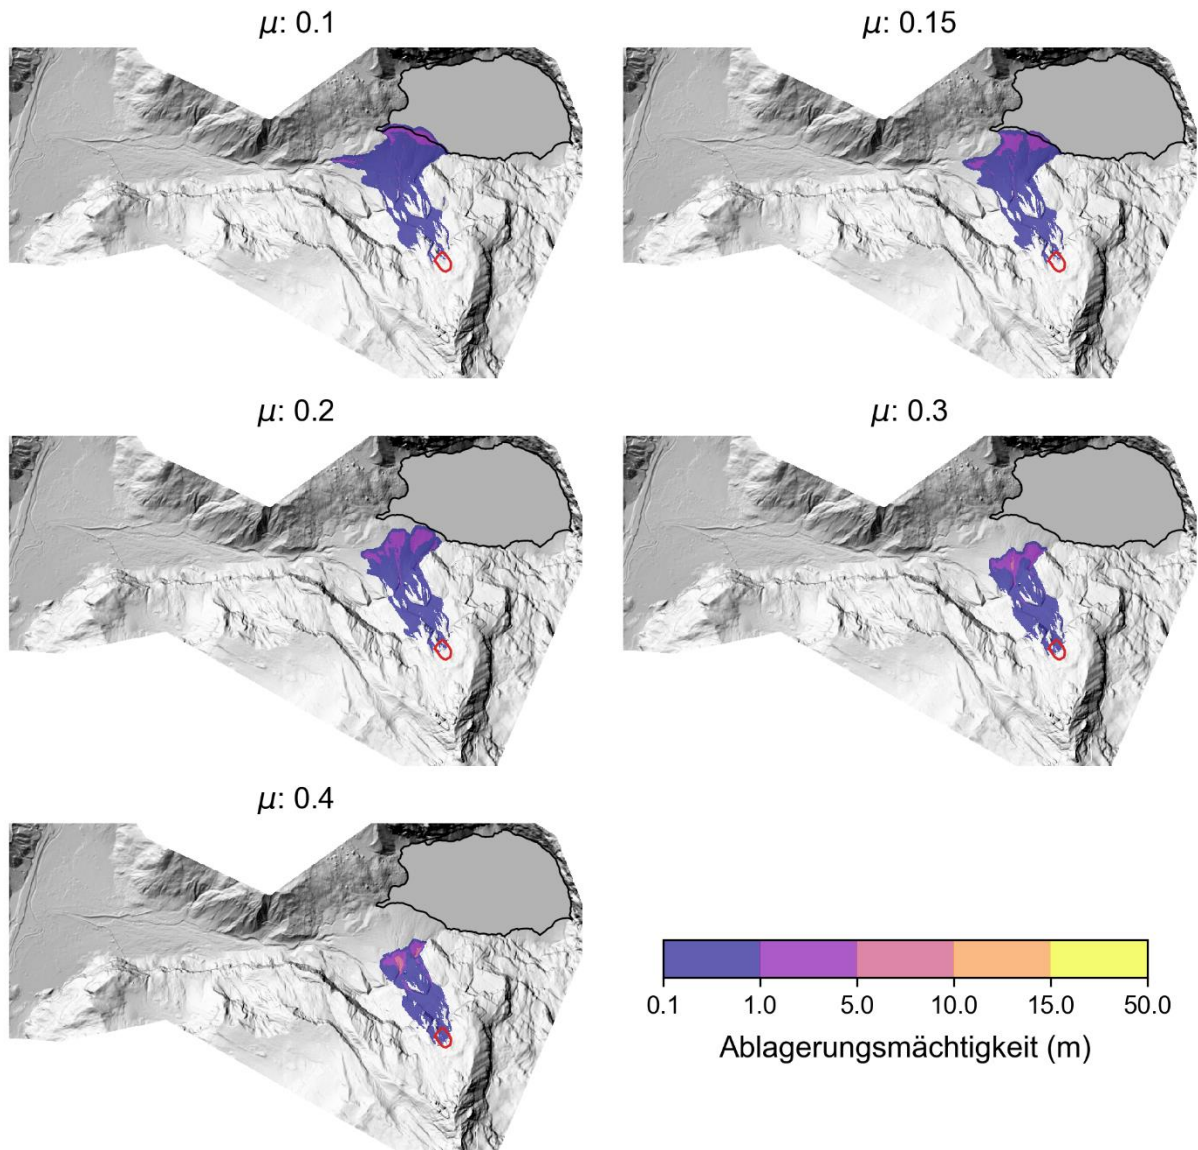 μ: 0.1
μ: 0.15
μ: 0.2
μ: 0.3
μ: 0.4
0.1 1.0 5.0 10.0 15.0 50.0
Ablagerungsmächtigkeit (m)